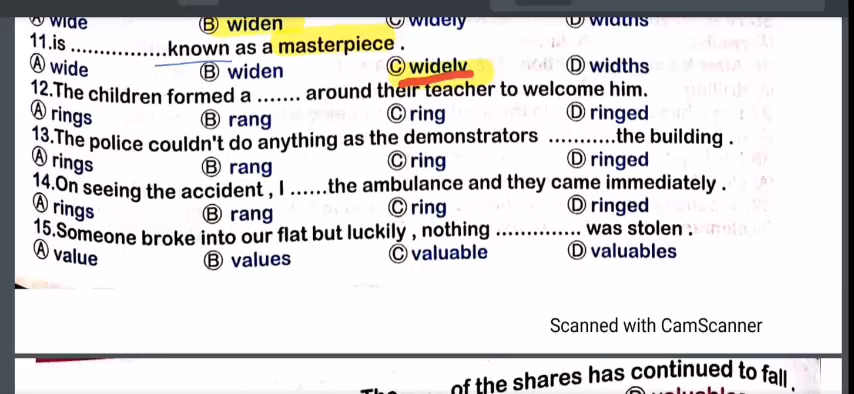 Ⓐ wide Ⓑ widen Ⓒ widely Ⓓ widths
11.is ................known as a masterpiece .
Ⓐ wide Ⓑ widen Ⓒ widely Ⓓ widths
12.The children formed a ....... around their teacher to welcome him.
Ⓐ rings Ⓑ rang Ⓒ ring Ⓓ ringed
13.The police couldn't do anything as the demonstrators ...........the building .
Ⓐ rings Ⓑ rang Ⓒ ring Ⓓ ringed
14.On seeing the accident , I ......the ambulance and they came immediately .
Ⓐ rings Ⓑ rang Ⓒ ring Ⓓ ringed
15.Someone broke into our flat but luckily , nothing .............. was stolen .
Ⓐ value Ⓑ values Ⓒ valuable Ⓓ valuables
Scanned with CamScanner
of the shares has continued to fall .